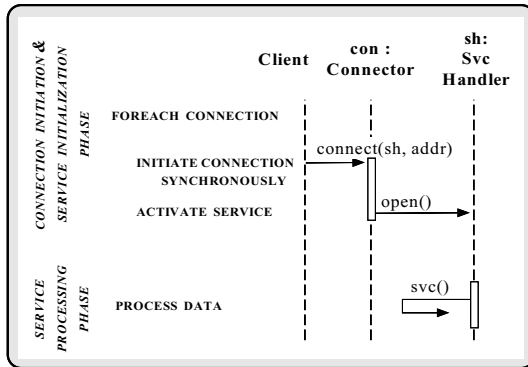 Client
con :
Connector
sh:
Svc
Handler
CONNECTION INITIATION &
SERVICE INITIALIZATION
PHASE
FOREACH CONNECTION
INITIATE CONNECTION
SYNCHRONOUSLY
connect(sh, addr)
ACTIVATE SERVICE
open()
SERVICE
PROCESSING
PHASE
PROCESS DATA
svc()